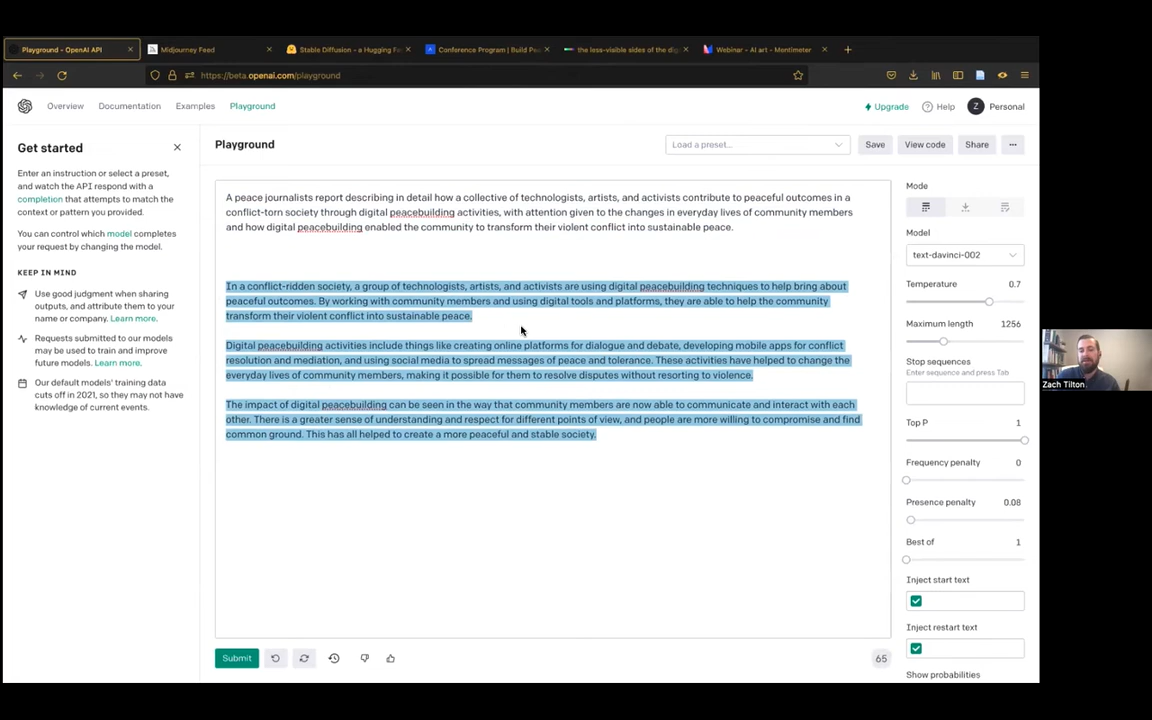 Playground - OpenAI API
Midjourney Feed
Stable Diffusion - a Hugging Fa
Conference Program | Build Pe
the less-visible sides of the dig
Webinar - AI art - Mentimeter
https://beta.openai.com/playground
Overview
Documentation
Examples
Playground
Upgrade
Help
Z
Personal
Get started
Enter an instruction or select a preset,
and watch the API respond with a
completion that attempts to match the
context or pattern you provided.
You can control which model completes
your request by changing the model.
KEEP IN MIND
Use good judgment when sharing
outputs, and attribute them to your
name or company. Learn more.
Requests submitted to our models
may be used to train and improve
future models. Learn more.
Our default models' training data
cuts off in 2021, so they may not have
knowledge of current events.
Playground
Load a preset...
Save
View code
Share
A peace journalists report describing in detail how a collective of technologists, artists, and activists contribute to peaceful outcomes in a
conflict-torn society through digital peacebuilding activities, with attention given to the changes in everyday lives of community members
and how digital peacebuilding enabled the community to transform their violent conflict into sustainable peace.
In a conflict-ridden society, a group of technologists, artists, and activists are using digital peacebuilding techniques to help bring about
peaceful outcomes. By working with community members and using digital tools and platforms, they are able to help the community
transform their violent conflict into sustainable peace.
Digital peacebuilding activities include things like creating online platforms for dialogue and debate, developing mobile apps for conflict
resolution and mediation, and using social media to spread messages of peace and tolerance. These activities have helped to change the
everyday lives of community members, making it possible for them to resolve disputes without resorting to violence.
The impact of digital peacebuilding can be seen in the way that community members are now able to communicate and interact with each
other. There is a greater sense of understanding and respect for different points of view, and people are more willing to compromise and find
common ground. This has all helped to create a more peaceful and stable society.
Submit
65
Mode
Model
text-davinci-002
Temperature 0.7
Maximum length 1256
Stop sequences
Enter sequence and press Tab
Top P 1
Frequency penalty 0
Presence penalty 0.08
Best of 1
Inject start text
Inject restart text
Show probabilities
Zach Tilton